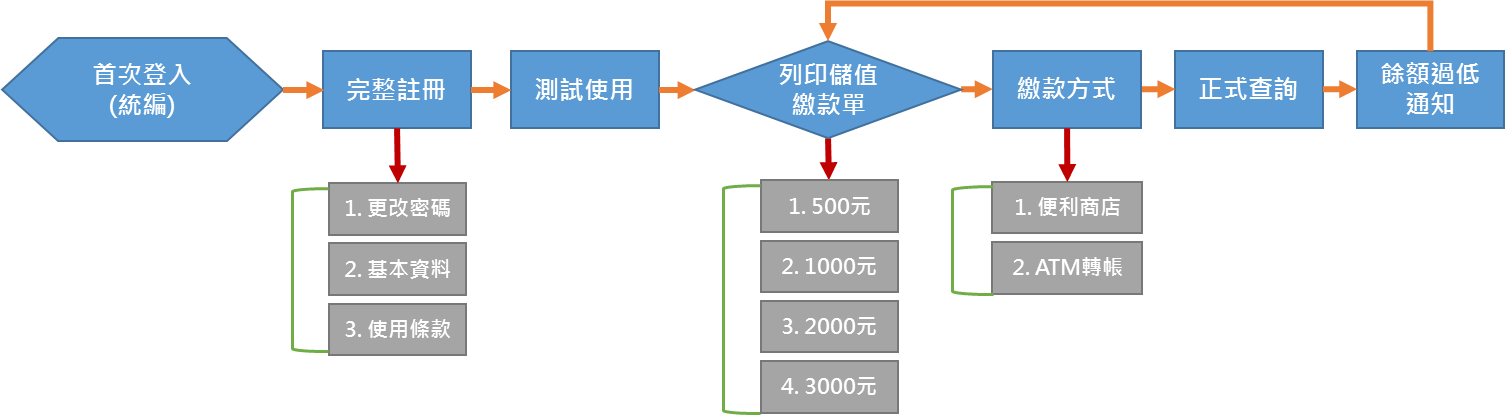 首次登入
(統編)
完整註冊
測試使用
列印儲值
繳款單
繳款方式
正式查詢
餘額過低
通知
1. 更改密碼
2. 基本資料
3. 使用條款
1. 500元
2. 1000元
3. 2000元
4. 3000元
1. 便利商店
2. ATM轉帳